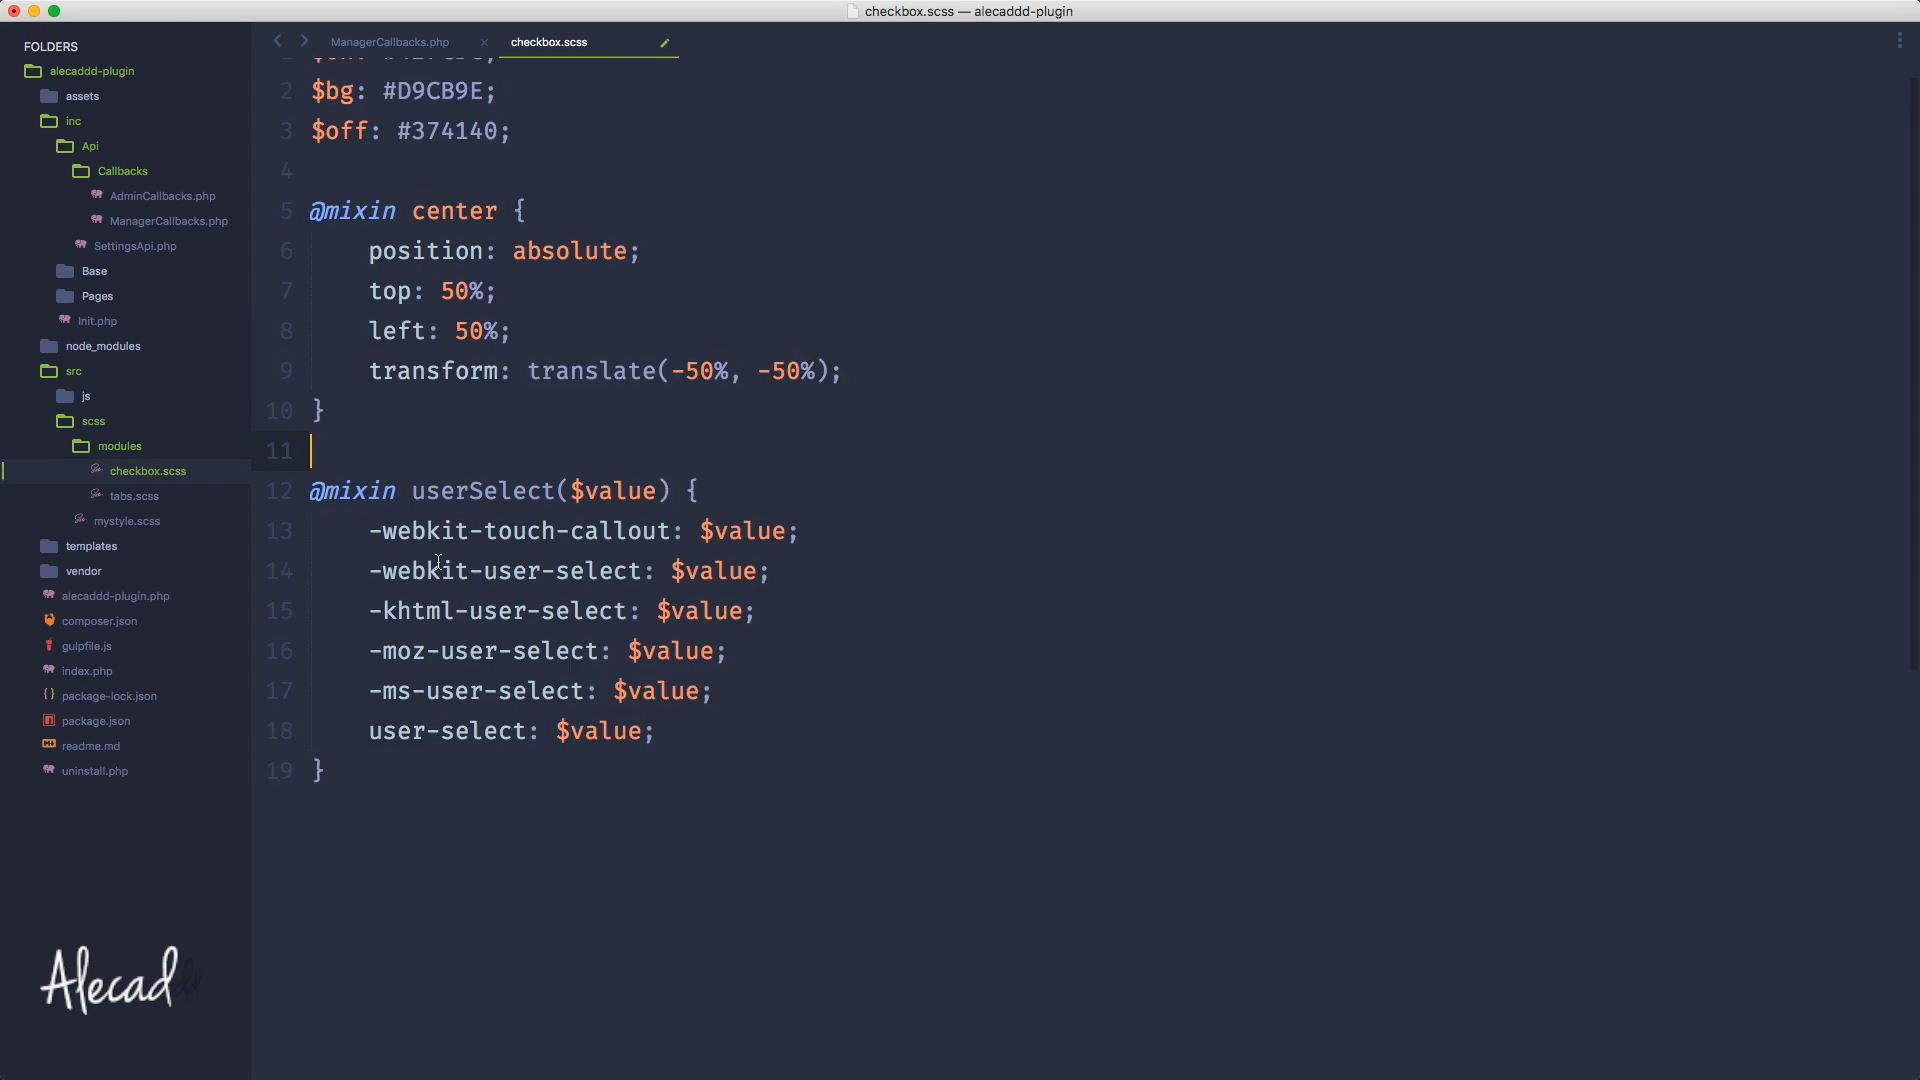 checkbox.scss — alecaddd-plugin
FOLDERS
alecaddd-plugin
assets
inc
Api
Callbacks
AdminCallbacks.php
ManagerCallbacks.php
SettingsApi.php
Base
Pages
Init.php
node_modules
src
js
scss
modules
checkbox.scss
tabs.scss
mystyle.scss
templates
vendor
alecaddd-plugin.php
composer.json
gulpfile.js
index.php
package-lock.json
package.json
readme.md
uninstall.php
Alecad
ManagerCallbacks.php
checkbox.scss
2 $bg: #D9CB9E;
3 $off: #374140;
4
5 @mixin center {
6 position: absolute;
7 top: 50%;
8 left: 50%;
9 transform: translate(-50%, -50%);
10 }
11
12 @mixin userSelect($value) {
13 -webkit-touch-callout: $value;
14 -webkit-user-select: $value;
15 -khtml-user-select: $value;
16 -moz-user-select: $value;
17 -ms-user-select: $value;
18 user-select: $value;
19 }